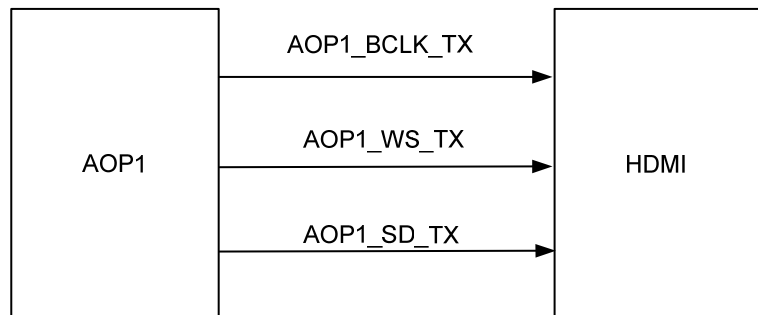 AOP1_BCLK_TX
AOP1_WS_TX
AOP1
HDMI
AOP1_SD_TX